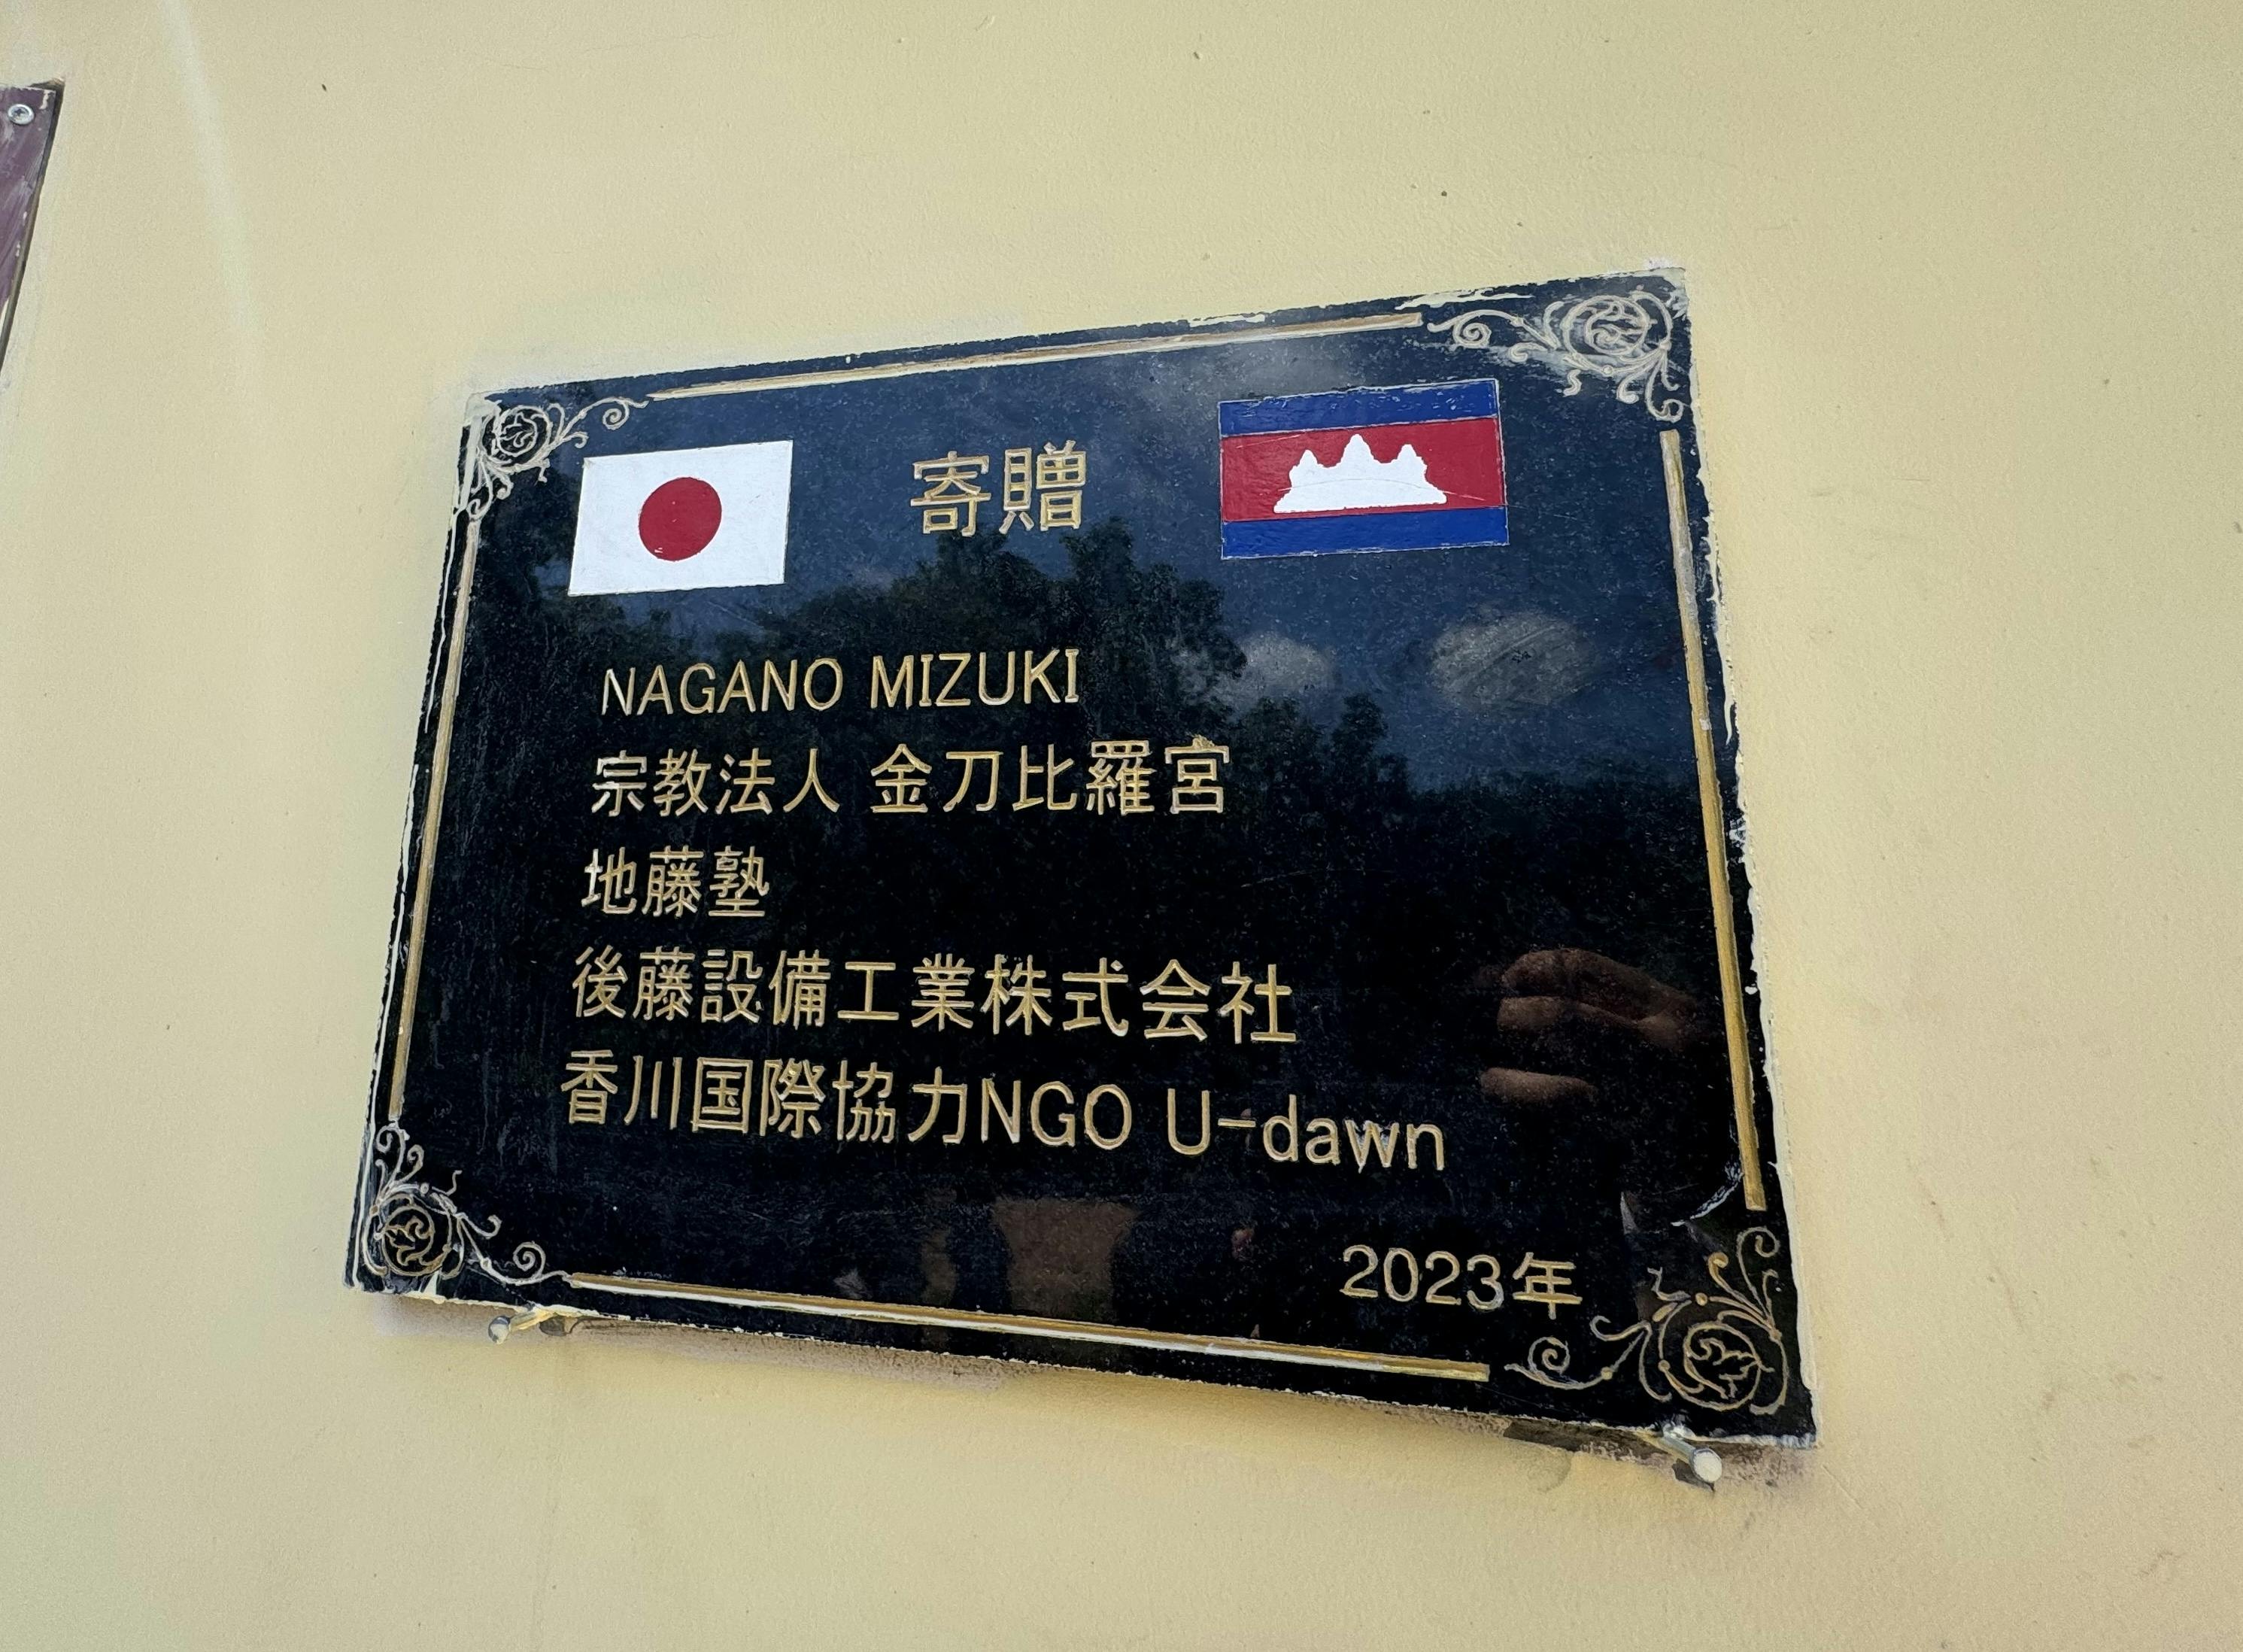 寄贈
NAGANO MIZUKI
宗教法人 金刀比羅宮
地藤塾
後藤設備工業株式会社
香川国際協力NGO U-dawn
2023年